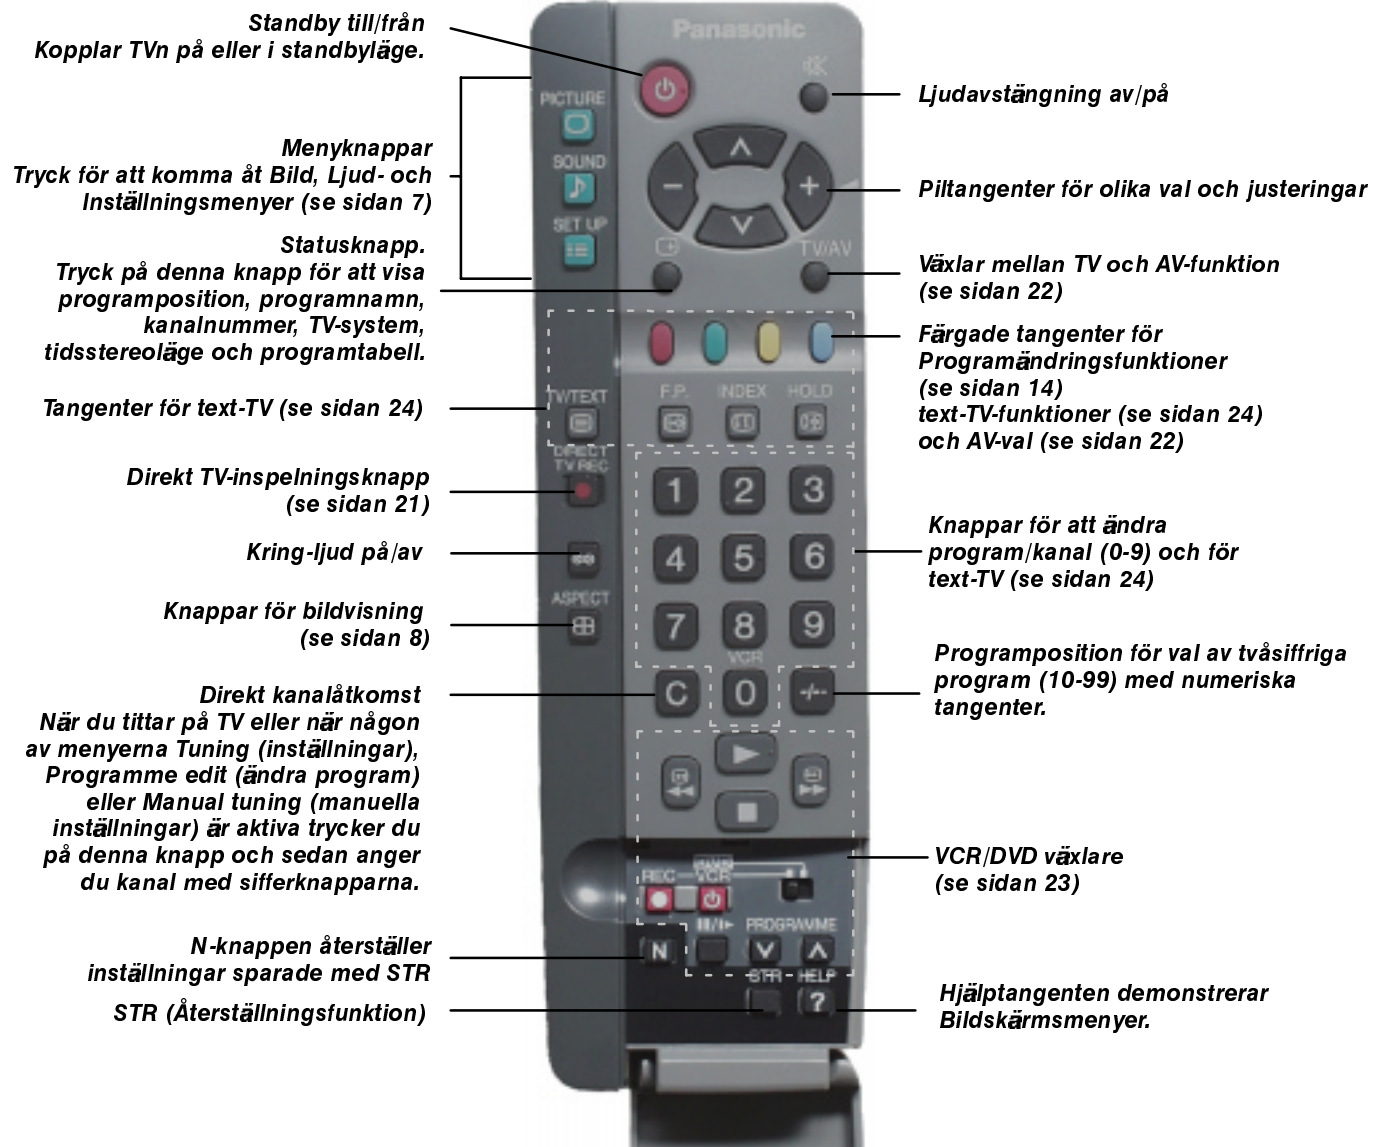 Standby till/från
Kopplar TVn på eller i standbyläge.
Menyknappar
Tryck för att komma åt Bild, Ljud- och
Inställningsmenyer (se sidan 7)
Statusknapp.
Tryck på denna knapp för att visa
programposition, programnamn,
kanalnummer, TV-system,
tidsstereoläge och programtabell.
Tangenter för text-TV (se sidan 24)
Direkt TV-inspelningsknapp
(se sidan 21)
Kring-ljud på/av
Knappar för bildvisning
(se sidan 8)
Direkt kanalåtkomst
När du tittar på TV eller när någon
av menyerna Tuning (inställningar),
Programme edit (ändra program)
eller Manual tuning (manuella
inställningar) är aktiva trycker du
på denna knapp och sedan anger
du kanal med sifferknapparna.
N-knappen återställer
inställningar sparade med STR
STR (Återställningsfunktion)
Panasonic
PICTURE
SOUND
SET UP
TV/AV
TV/TEXT
F.P. INDEX HOLD
DIRECT
TV REC
1 2 3
4 5 6
ASPECT
7 8 9
VCR
C 0 -/--
REC VCR
PROGRAMME
N
STR HELP
?
Ljudavstängning av/på
Piltangenter för olika val och justeringar
Växlar mellan TV och AV-funktion
(se sidan 22)
Färgade tangenter för
Programändringsfunktioner
(se sidan 14)
text-TV-funktioner (se sidan 24)
och AV-val (se sidan 22)
Knappar för att ändra
program/kanal (0-9) och för
text-TV (se sidan 24)
Programposition för val av tvåsiffriga
program (10-99) med numeriska
tangenter.
VCR/DVD växlare
(se sidan 23)
Hjälptangenten demonstrerar
Bildskärmsmenyer.